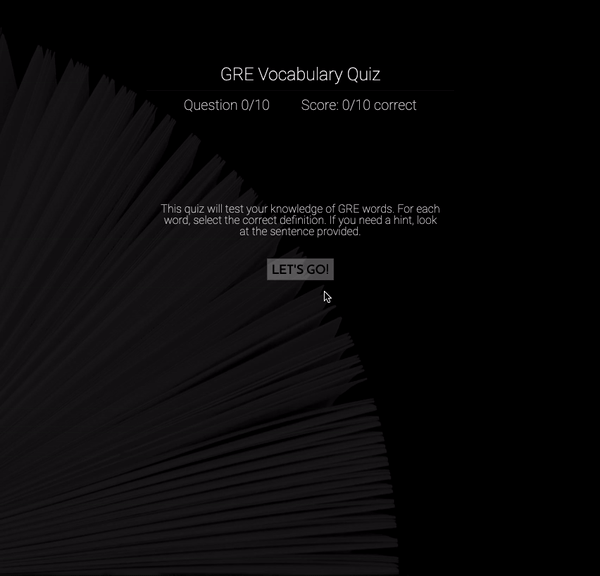 GRE Vocabulary Quiz
Question 0/10 Score: 0/10 correct
This quiz will test your knowledge of GRE words. For each
word, select the correct definition. If you need a hint, look
at the sentence provided.
LET'S GO!